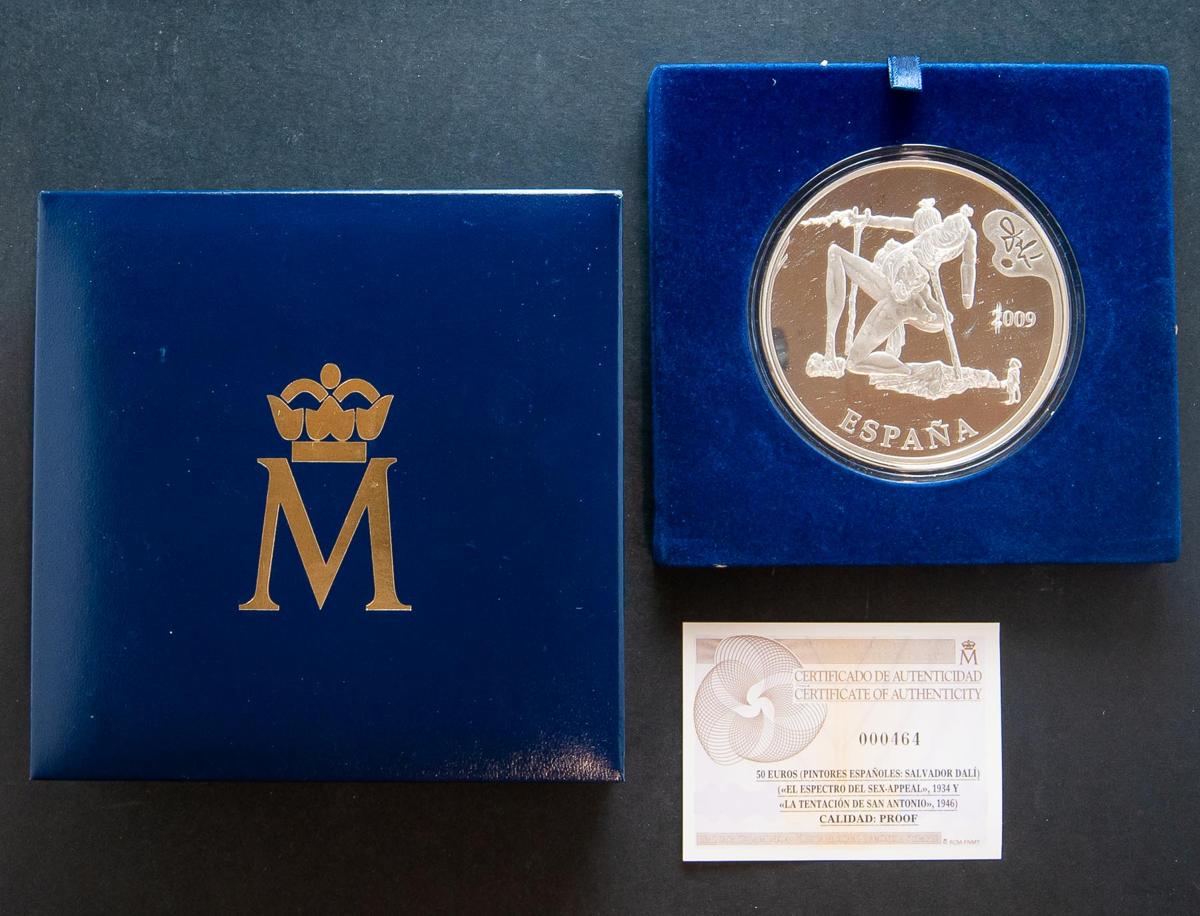 M
Dalí
2009
ESPAÑA
M
CERTIFICADO DE AUTENTICIDAD
CERTIFICATE OF AUTHENTICITY
000464
50 EUROS (PINTORES ESPAÑOLES: SALVADOR DALÍ)
(«EL ESPECTRO DEL SEX-APPEAL», 1934 Y
«LA TENTACIÓN DE SAN ANTONIO», 1946)
CALIDAD: PROOF